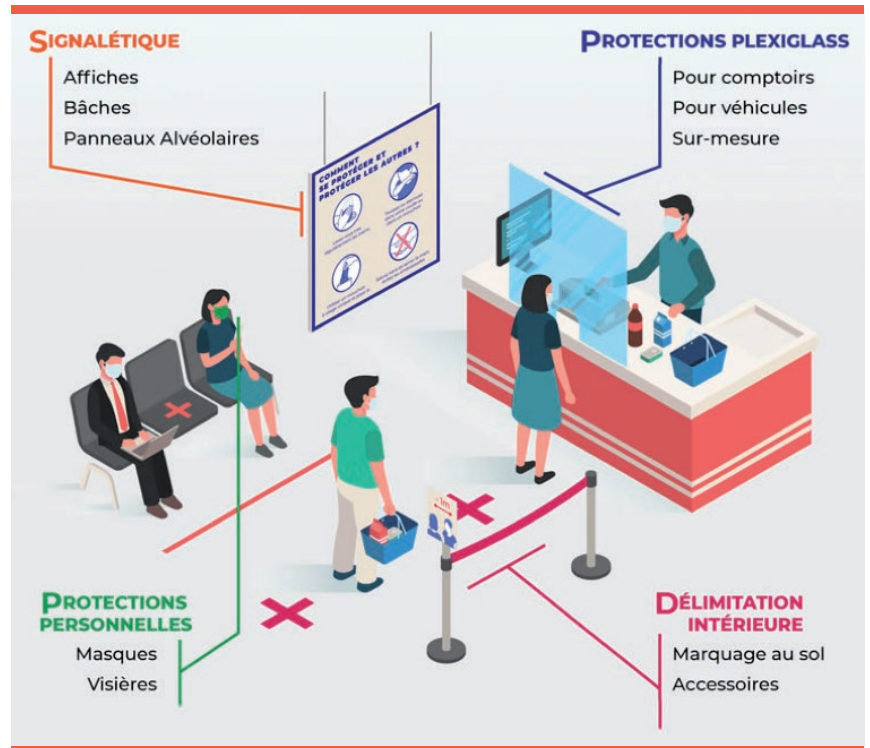 SIGNALÉTIQUE
Affiches
Bâches
Panneaux Alvéolaires
PROTECTIONS PLEXIGLASS
Pour comptoirs
Pour véhicules
Sur-mesure
COMMENT
SE PROTÉGER ET
PROTÉGER LES AUTRES ?
1m
PROTECTIONS
PERSONNELLES
Masques
Visières
DÉLIMITATION
INTÉRIEURE
Marquage au sol
Accessoires